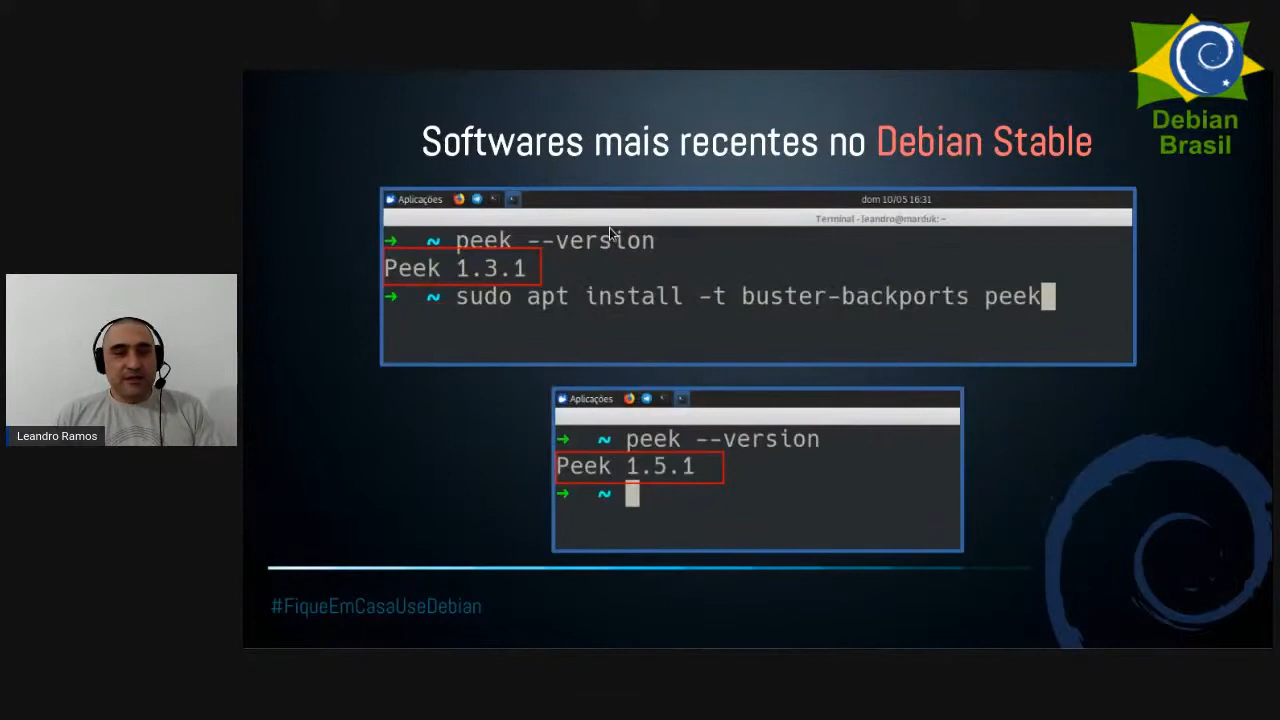 Debian
Brasil
Softwares mais recentes no Debian Stable
Aplicações
dom 10/05 16:31
Terminal - leandro@marduk: ~
→ ~ peek --version
Peek 1.3.1
→ ~ sudo apt install -t buster-backports peek
Aplicações
→ ~ peek --version
Peek 1.5.1
→ ~
Leandro Ramos
#FiqueEmCasaUseDebian